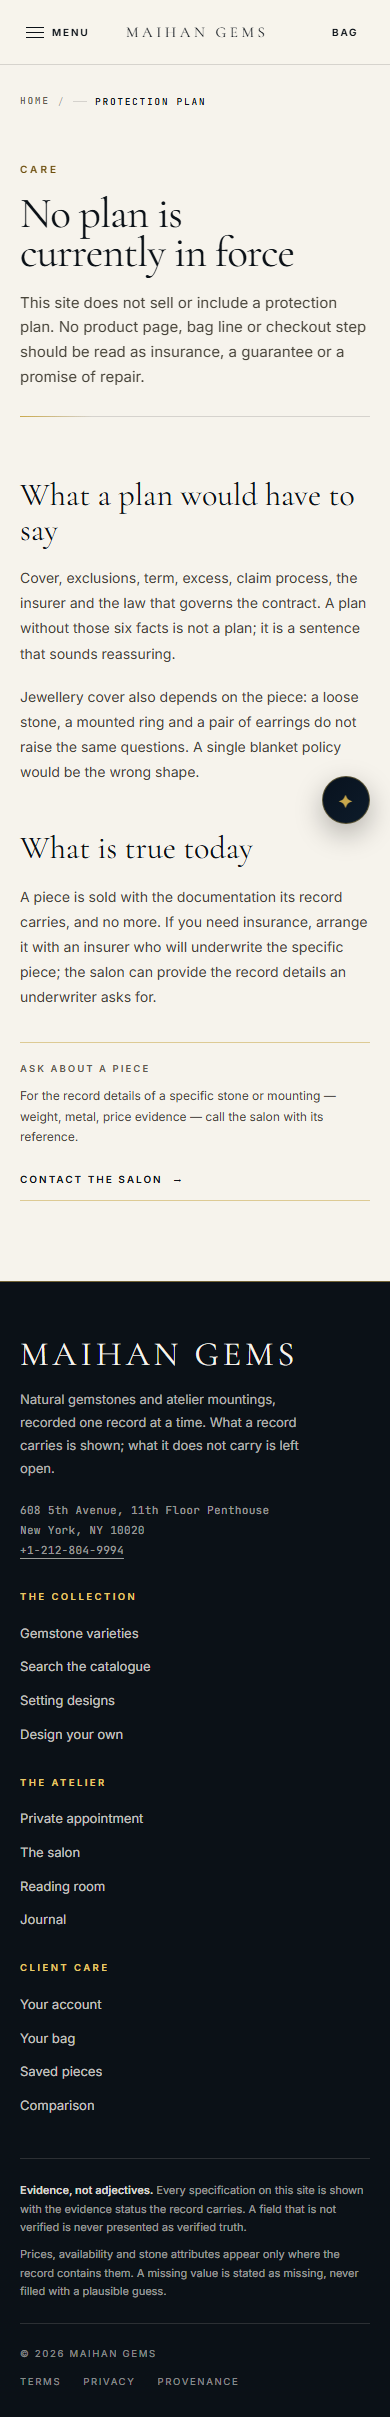 MENU
MAIHAN GEMS
BAG
HOME / — PROTECTION PLAN
CARE
No plan is
currently in force
This site does not sell or include a protection
plan. No product page, bag line or checkout step
should be read as insurance, a guarantee or a
promise of repair.
What a plan would have to
say
Cover, exclusions, term, excess, claim process, the
insurer and the law that governs the contract. A plan
without those six facts is not a plan; it is a sentence
that sounds reassuring.
Jewellery cover also depends on the piece: a loose
stone, a mounted ring and a pair of earrings do not
raise the same questions. A single blanket policy
would be the wrong shape.
What is true today
A piece is sold with the documentation its record
carries, and no more. If you need insurance, arrange
it with an insurer who will underwrite the specific
piece; the salon can provide the record details an
underwriter asks for.
ASK ABOUT A PIECE
For the record details of a specific stone or mounting —
weight, metal, price evidence — call the salon with its
reference.
CONTACT THE SALON →
MAIHAN GEMS
Natural gemstones and atelier mountings,
recorded one record at a time. What a record
carries is shown; what it does not carry is left
open.
608 5th Avenue, 11th Floor Penthouse
New York, NY 10020
+1-212-804-9994
THE COLLECTION
Gemstone varieties
Search the catalogue
Setting designs
Design your own
THE ATELIER
Private appointment
The salon
Reading room
Journal
CLIENT CARE
Your account
Your bag
Saved pieces
Comparison
Evidence, not adjectives. Every specification on this site is shown
with the evidence status the record carries. A field that is not
verified is never presented as verified truth.
Prices, availability and stone attributes appear only where the
record contains them. A missing value is stated as missing, never
filled with a plausible guess.
© 2026 MAIHAN GEMS
TERMS PRIVACY PROVENANCE